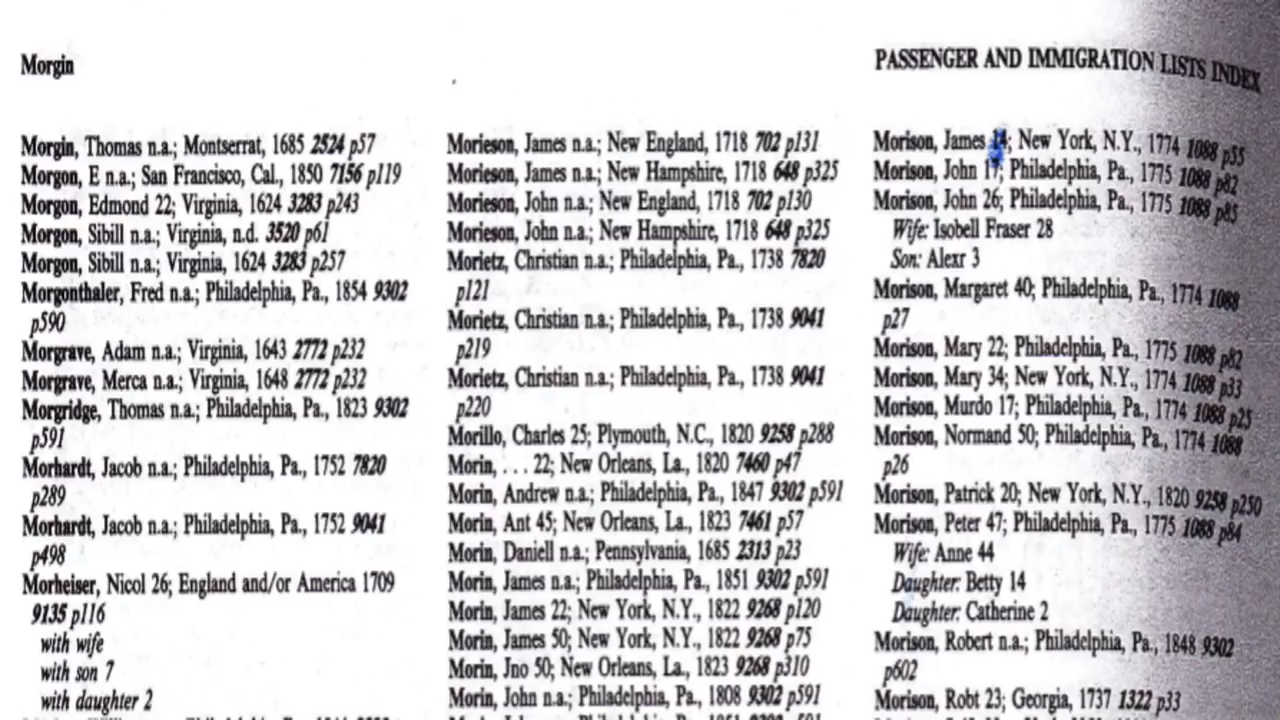 Morgin
PASSENGER AND IMMIGRATION LISTS INDEX
Morgin, Thomas n.a.; Montserrat, 1685 2524 p57
Morgon, E n.a.; San Francisco, Cal., 1850 7156 p119
Morgon, Edmond 22; Virginia, 1624 3283 p243
Morgon, Sibill n.a.; Virginia, n.d. 3520 p61
Morgon, Sibill n.a.; Virginia, 1624 3283 p257
Morgonthaler, Fred n.a.; Philadelphia, Pa., 1854 9302
p590
Morgrave, Adam n.a.; Virginia, 1643 2772 p232
Morgrave, Merca n.a.; Virginia, 1648 2772 p232
Morgridge, Thomas n.a.; Philadelphia, Pa., 1823 9302
p591
Morhardt, Jacob n.a.; Philadelphia, Pa., 1752 7820
p289
Morhardt, Jacob n.a.; Philadelphia, Pa., 1752 9041
p498
Morheiser, Nicol 26; England and/or America 1709
9135 p116
with wife
with son 7
with daughter 2
Morieson, James n.a.; New England, 1718 702 p131
Morieson, James n.a.; New Hampshire, 1718 648 p325
Morieson, John n.a.; New England, 1718 702 p130
Morieson, John n.a.; New Hampshire, 1718 648 p325
Morietz, Christian n.a.; Philadelphia, Pa., 1738 7820
p121
Morietz, Christian n.a.; Philadelphia, Pa., 1738 9041
p219
Morietz, Christian n.a.; Philadelphia, Pa., 1738 9041
p220
Morillo, Charles 25; Plymouth, N.C., 1820 9258 p288
Morin, . . . 22; New Orleans, La., 1820 7460 p47
Morin, Andrew n.a.; Philadelphia, Pa., 1847 9302 p591
Morin, Ant 45; New Orleans, La., 1823 7461 p57
Morin, Daniell n.a.; Pennsylvania, 1685 2313 p23
Morin, James n.a.; Philadelphia, Pa., 1851 9302 p591
Morin, James 22; New York, N.Y., 1822 9268 p120
Morin, James 50; New York, N.Y., 1822 9268 p75
Morin, Jno 50; New Orleans, La., 1823 9268 p310
Morin, John n.a.; Philadelphia, Pa., 1808 9302 p591
Morison, James 14; New York, N.Y., 1774 1088 p55
Morison, John 17; Philadelphia, Pa., 1775 1088 p82
Morison, John 26; Philadelphia, Pa., 1775 1088 p85
Wife: Isobell Fraser 28
Son: Alexr 3
Morison, Margaret 40; Philadelphia, Pa., 1774 1088
p27
Morison, Mary 22; Philadelphia, Pa., 1775 1088 p82
Morison, Mary 34; New York, N.Y., 1774 1088 p33
Morison, Murdo 17; Philadelphia, Pa., 1774 1088 p25
Morison, Normand 50; Philadelphia, Pa., 1774 1088
p26
Morison, Patrick 20; New York, N.Y., 1820 9258 p250
Morison, Peter 47; Philadelphia, Pa., 1775 1088 p84
Wife: Anne 44
Daughter: Betty 14
Daughter: Catherine 2
Morison, Robert n.a.; Philadelphia, Pa., 1848 9302
p602
Morison, Robt 23; Georgia, 1737 1322 p33